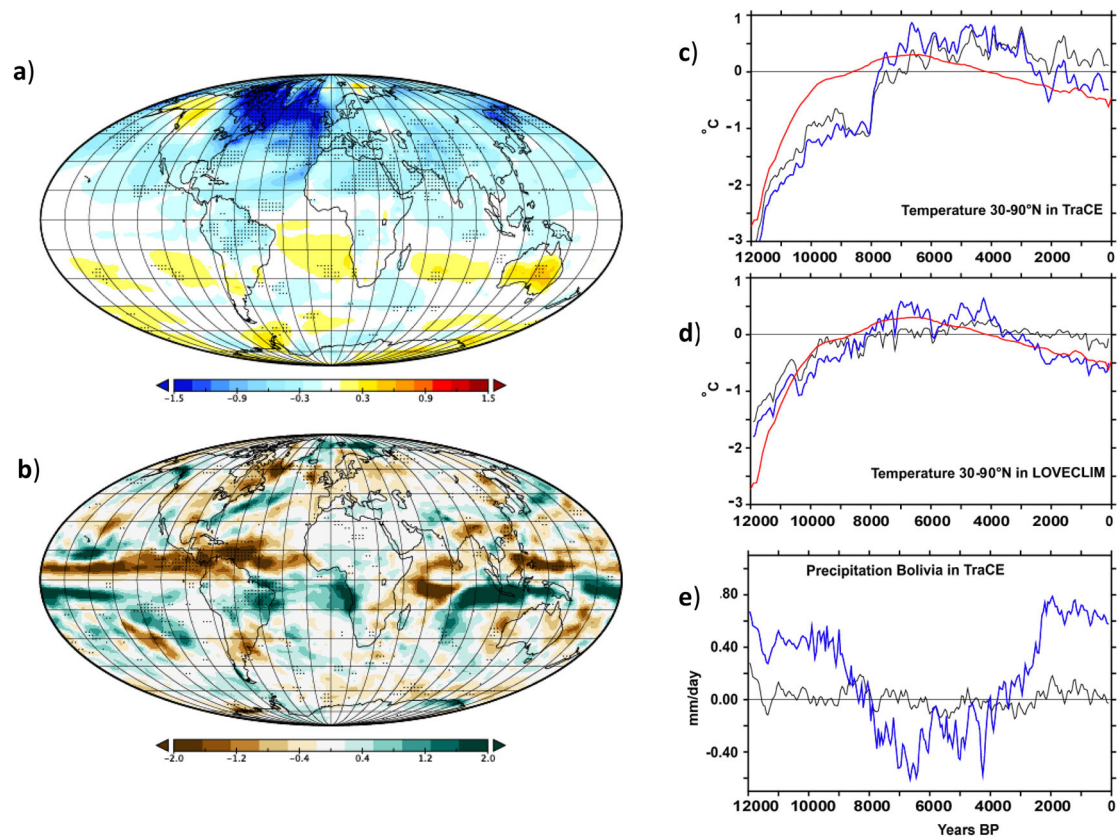 a)
-1.5 -0.9 -0.3 0.3 0.9 1.5
b)
-2.0 -1.2 -0.4 0.4 1.2 2.0
c)
1
0
-1
-2
-3
°C
Temperature 30-90°N in TraCE
12000 10000 8000 6000 4000 2000 0
d)
1
0
-1
-2
-3
°C
Temperature 30-90°N in LOVECLIM
12000 10000 8000 6000 4000 2000 0
e)
Precipitation Bolivia in TraCE
80
0.40
0.00
-0.40
mm/day
12000 10000 8000 6000 4000 2000 0
Years BP